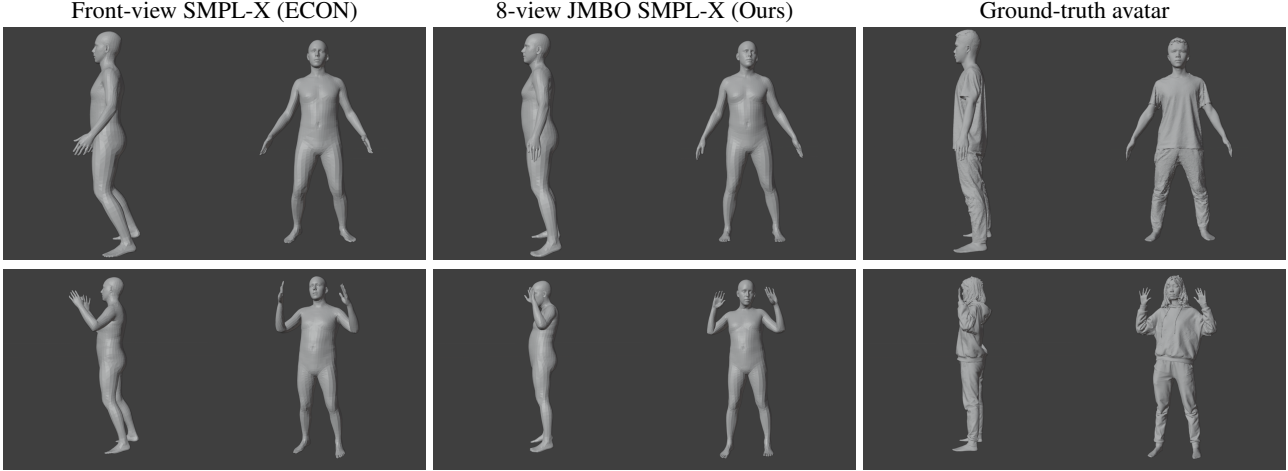 Front-view SMPL-X (ECON)
8-view JMBO SMPL-X (Ours)
Ground-truth avatar